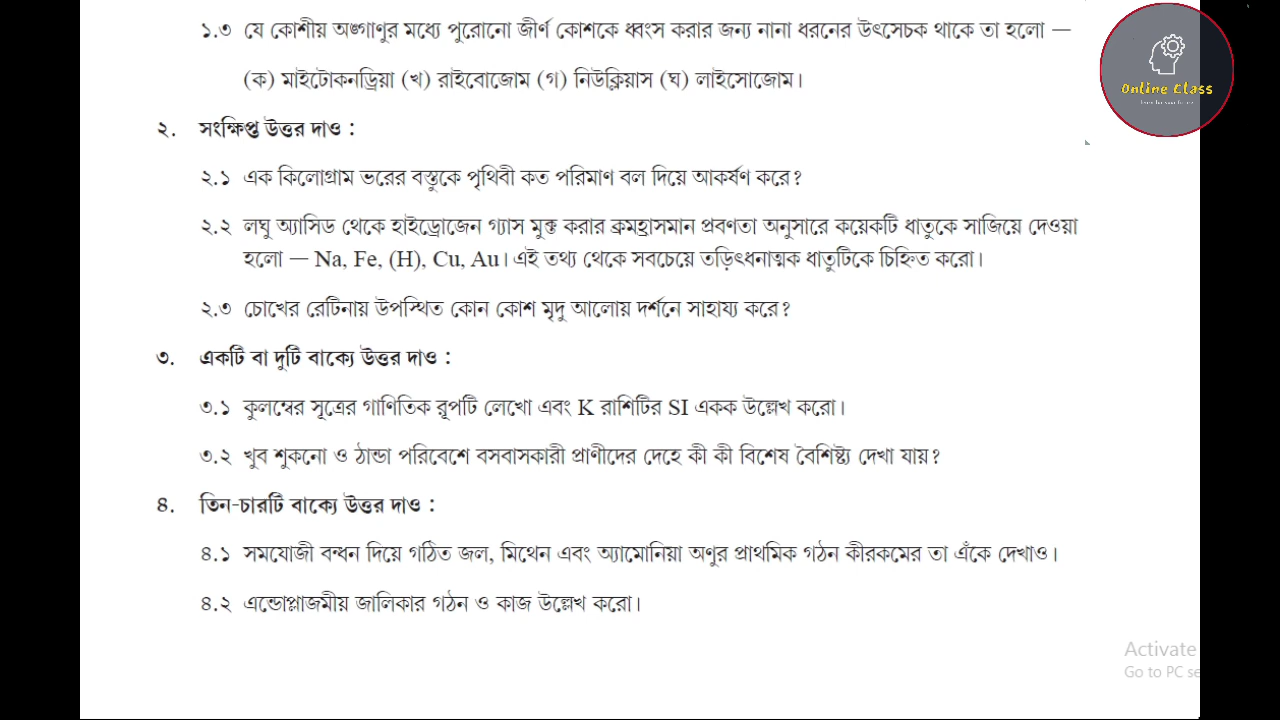 ১.৩ যে কোশীয় অঙ্গাণুর মধ্যে পুরোনো জীর্ণ কোশকে ধ্বংস করার জন্য নানা ধরনের উৎসেচক থাকে তা হলো —
(ক) মাইটোকনড্রিয়া (খ) রাইবোজোম (গ) নিউক্লিয়াস (ঘ) লাইসোজোম।
Online Class
২. সংক্ষিপ্ত উত্তর দাও :
২.১ এক কিলোগ্রাম ভরের বস্তুকে পৃথিবী কত পরিমাণ বল দিয়ে আকর্ষণ করে?
২.২ লঘু অ্যাসিড থেকে হাইড্রোজেন গ্যাস মুক্ত করার ক্রমহ্রাসমান প্রবণতা অনুসারে কয়েকটি ধাতুকে সাজিয়ে দেওয়া
হলো — Na, Fe, (H), Cu, Au। এই তথ্য থেকে সবচেয়ে তড়িৎধনাত্মক ধাতুটিকে চিহ্নিত করো।
২.৩ চোখের রেটিনায় উপস্থিত কোন কোশ মৃদু আলোয় দর্শনে সাহায্য করে?
৩. একটি বা দুটি বাক্যে উত্তর দাও :
৩.১ কুলম্বের সূত্রের গাণিতিক রূপটি লেখো এবং K রাশিটির SI একক উল্লেখ করো।
৩.২ খুব শুকনো ও ঠান্ডা পরিবেশে বসবাসকারী প্রাণীদের দেহে কী কী বিশেষ বৈশিষ্ট্য দেখা যায়?
৪. তিন-চারটি বাক্যে উত্তর দাও :
৪.১ সমযোজী বন্ধন দিয়ে গঠিত জল, মিথেন এবং অ্যামোনিয়া অণুর প্রাথমিক গঠন কীরকমের তা এঁকে দেখাও।
৪.২ এন্ডোপ্লাজমীয় জালিকার গঠন ও কাজ উল্লেখ করো।
Activate
Go to PC se